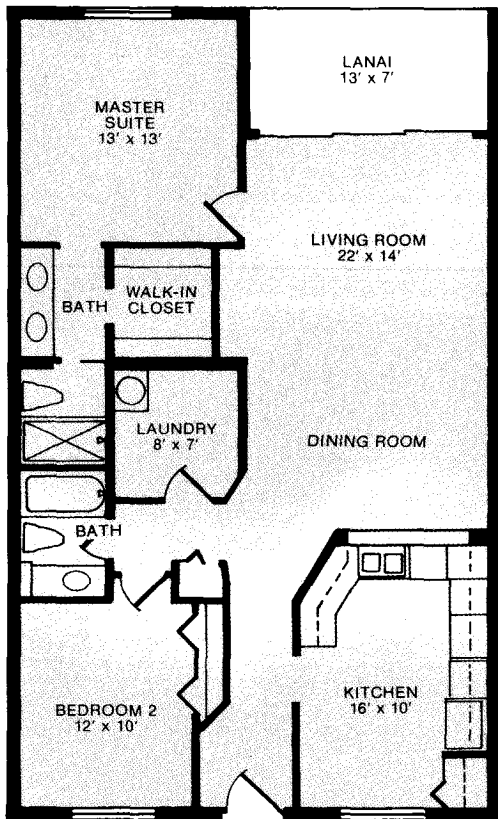 LANAI
13' x 7'
MASTER
SUITE
13' x 13'
LIVING ROOM
22' x 14'
BATH
WALK-IN
CLOSET
LAUNDRY
8' x 7'
DINING ROOM
BATH
BEDROOM 2
12' x 10'
KITCHEN
16' x 10'